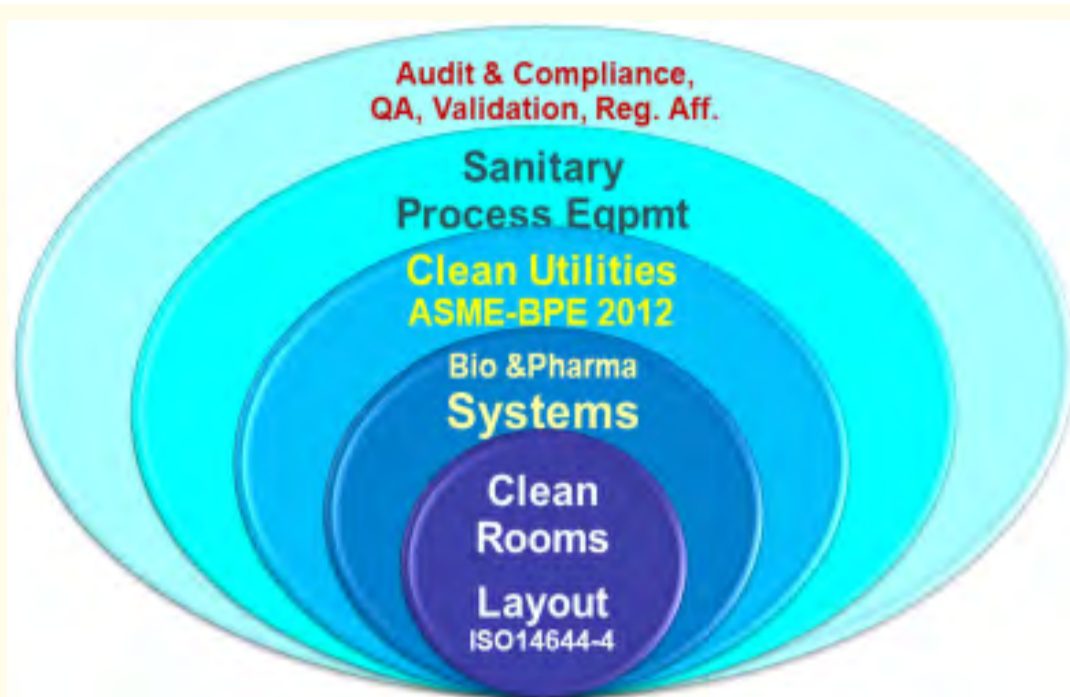 Audit & Compliance,
QA, Validation, Reg. Aff.
Sanitary
Process Eqpmt
Clean Utilities
ASME-BPE 2012
Bio &Pharma
Systems
Clean
Rooms
Layout
ISO14644-4